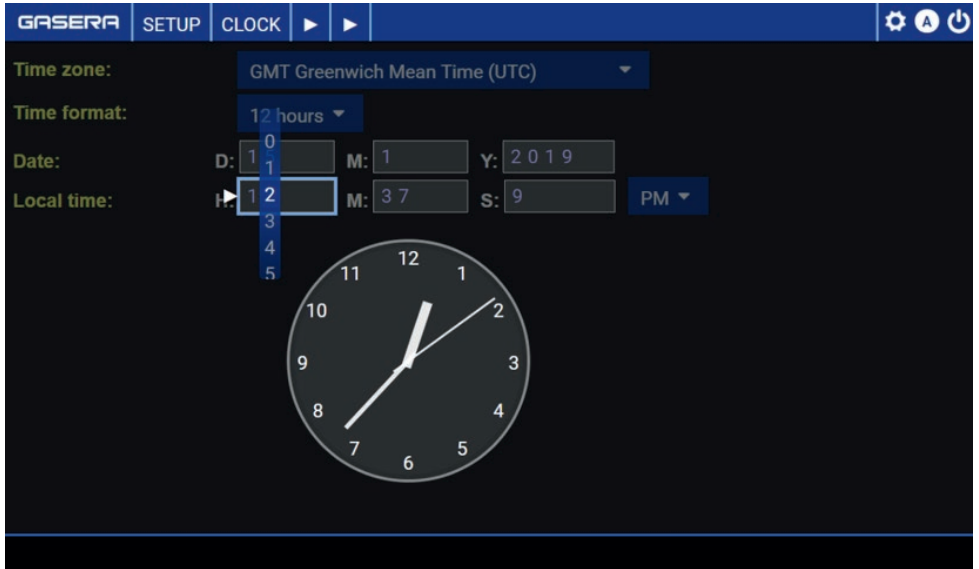 GASERA SETUP CLOCK A
Time zone: GMT Greenwich Mean Time (UTC)
Time format: 12 hours
0
Date: D: 1 M: 1 Y: 2019
1
Local time: H: 12 M: 37 S: 9 PM
3
4
5
12
11 1
10 2
9 3
8 4
7 5
6